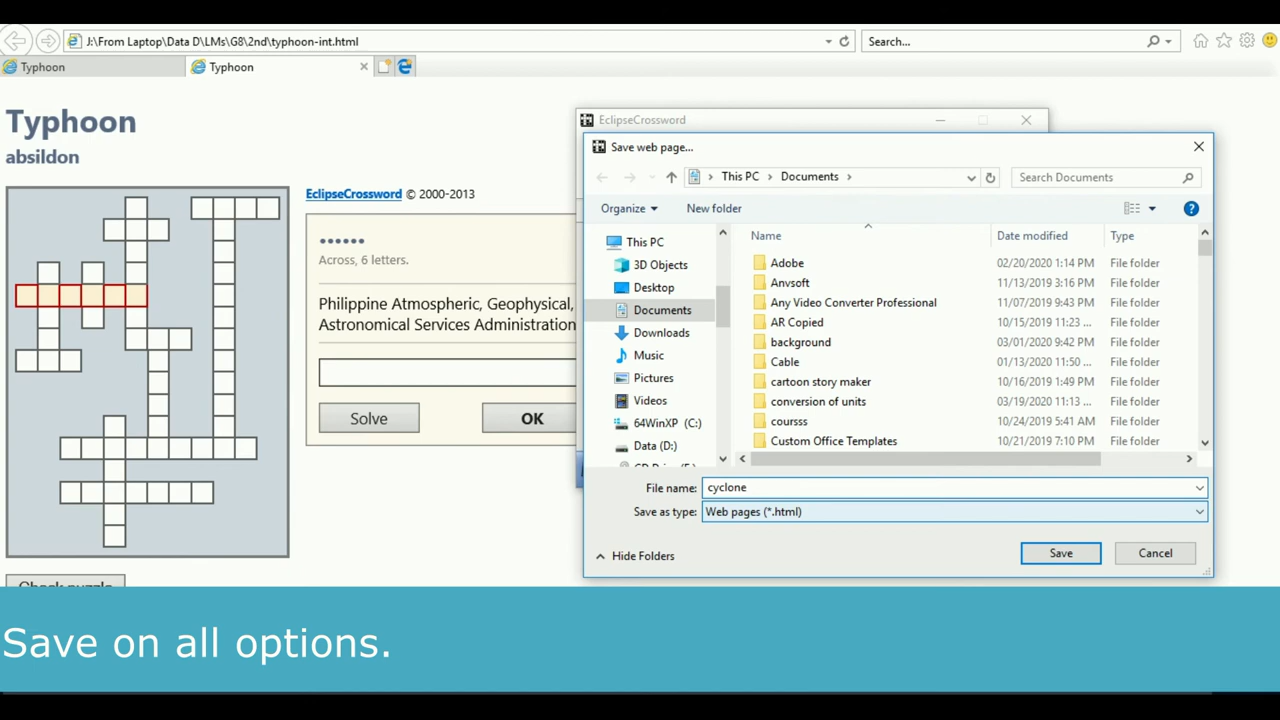 J:\From Laptop\Data D\LMs\G8\2nd\typhoon-int.html
Search...
Typhoon
Typhoon
Typhoon
absildon
EclipseCrossword © 2000-2013
••••••
Across, 6 letters.
Philippine Atmospheric, Geophysical,
Astronomical Services Administration
Solve
OK
Check puzzle
EclipseCrossword
Save web page...
This PC
Documents
Search Documents
Organize
New folder
This PC
3D Objects
Desktop
Documents
Downloads
Music
Pictures
Videos
64WinXP (C:)
Data (D:)
Name Date modified Type
Adobe 02/20/2020 1:14 PM File folder
Anvsoft 11/13/2019 3:16 PM File folder
Any Video Converter Professional 11/07/2019 9:43 PM File folder
AR Copied 10/15/2019 11:23 ... File folder
background 03/01/2020 9:42 PM File folder
Cable 01/13/2020 11:50 ... File folder
cartoon story maker 10/16/2019 1:49 PM File folder
conversion of units 03/19/2020 11:13 ... File folder
coursss 10/24/2019 5:41 AM File folder
Custom Office Templates 10/21/2019 7:10 PM File folder
File name: cyclone
Save as type: Web pages (*.html)
Hide Folders
Save
Cancel
Save on all options.